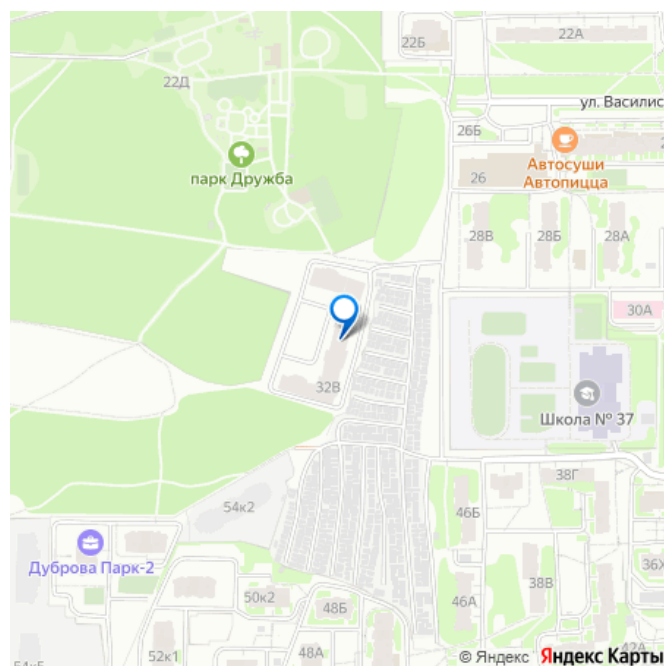 22Б
22А
22Д
ул. Василис
26Б
парк Дружба
Автосуши
Автопицца
26
28В
28Б
28А
30А
32В
Школа № 37
38Г
54к2
46Б
Дуброва Парк-2
36Х
50к2
48Б
46А
38В
52к1
48А
42А
© Яндекс Яндекс Карты